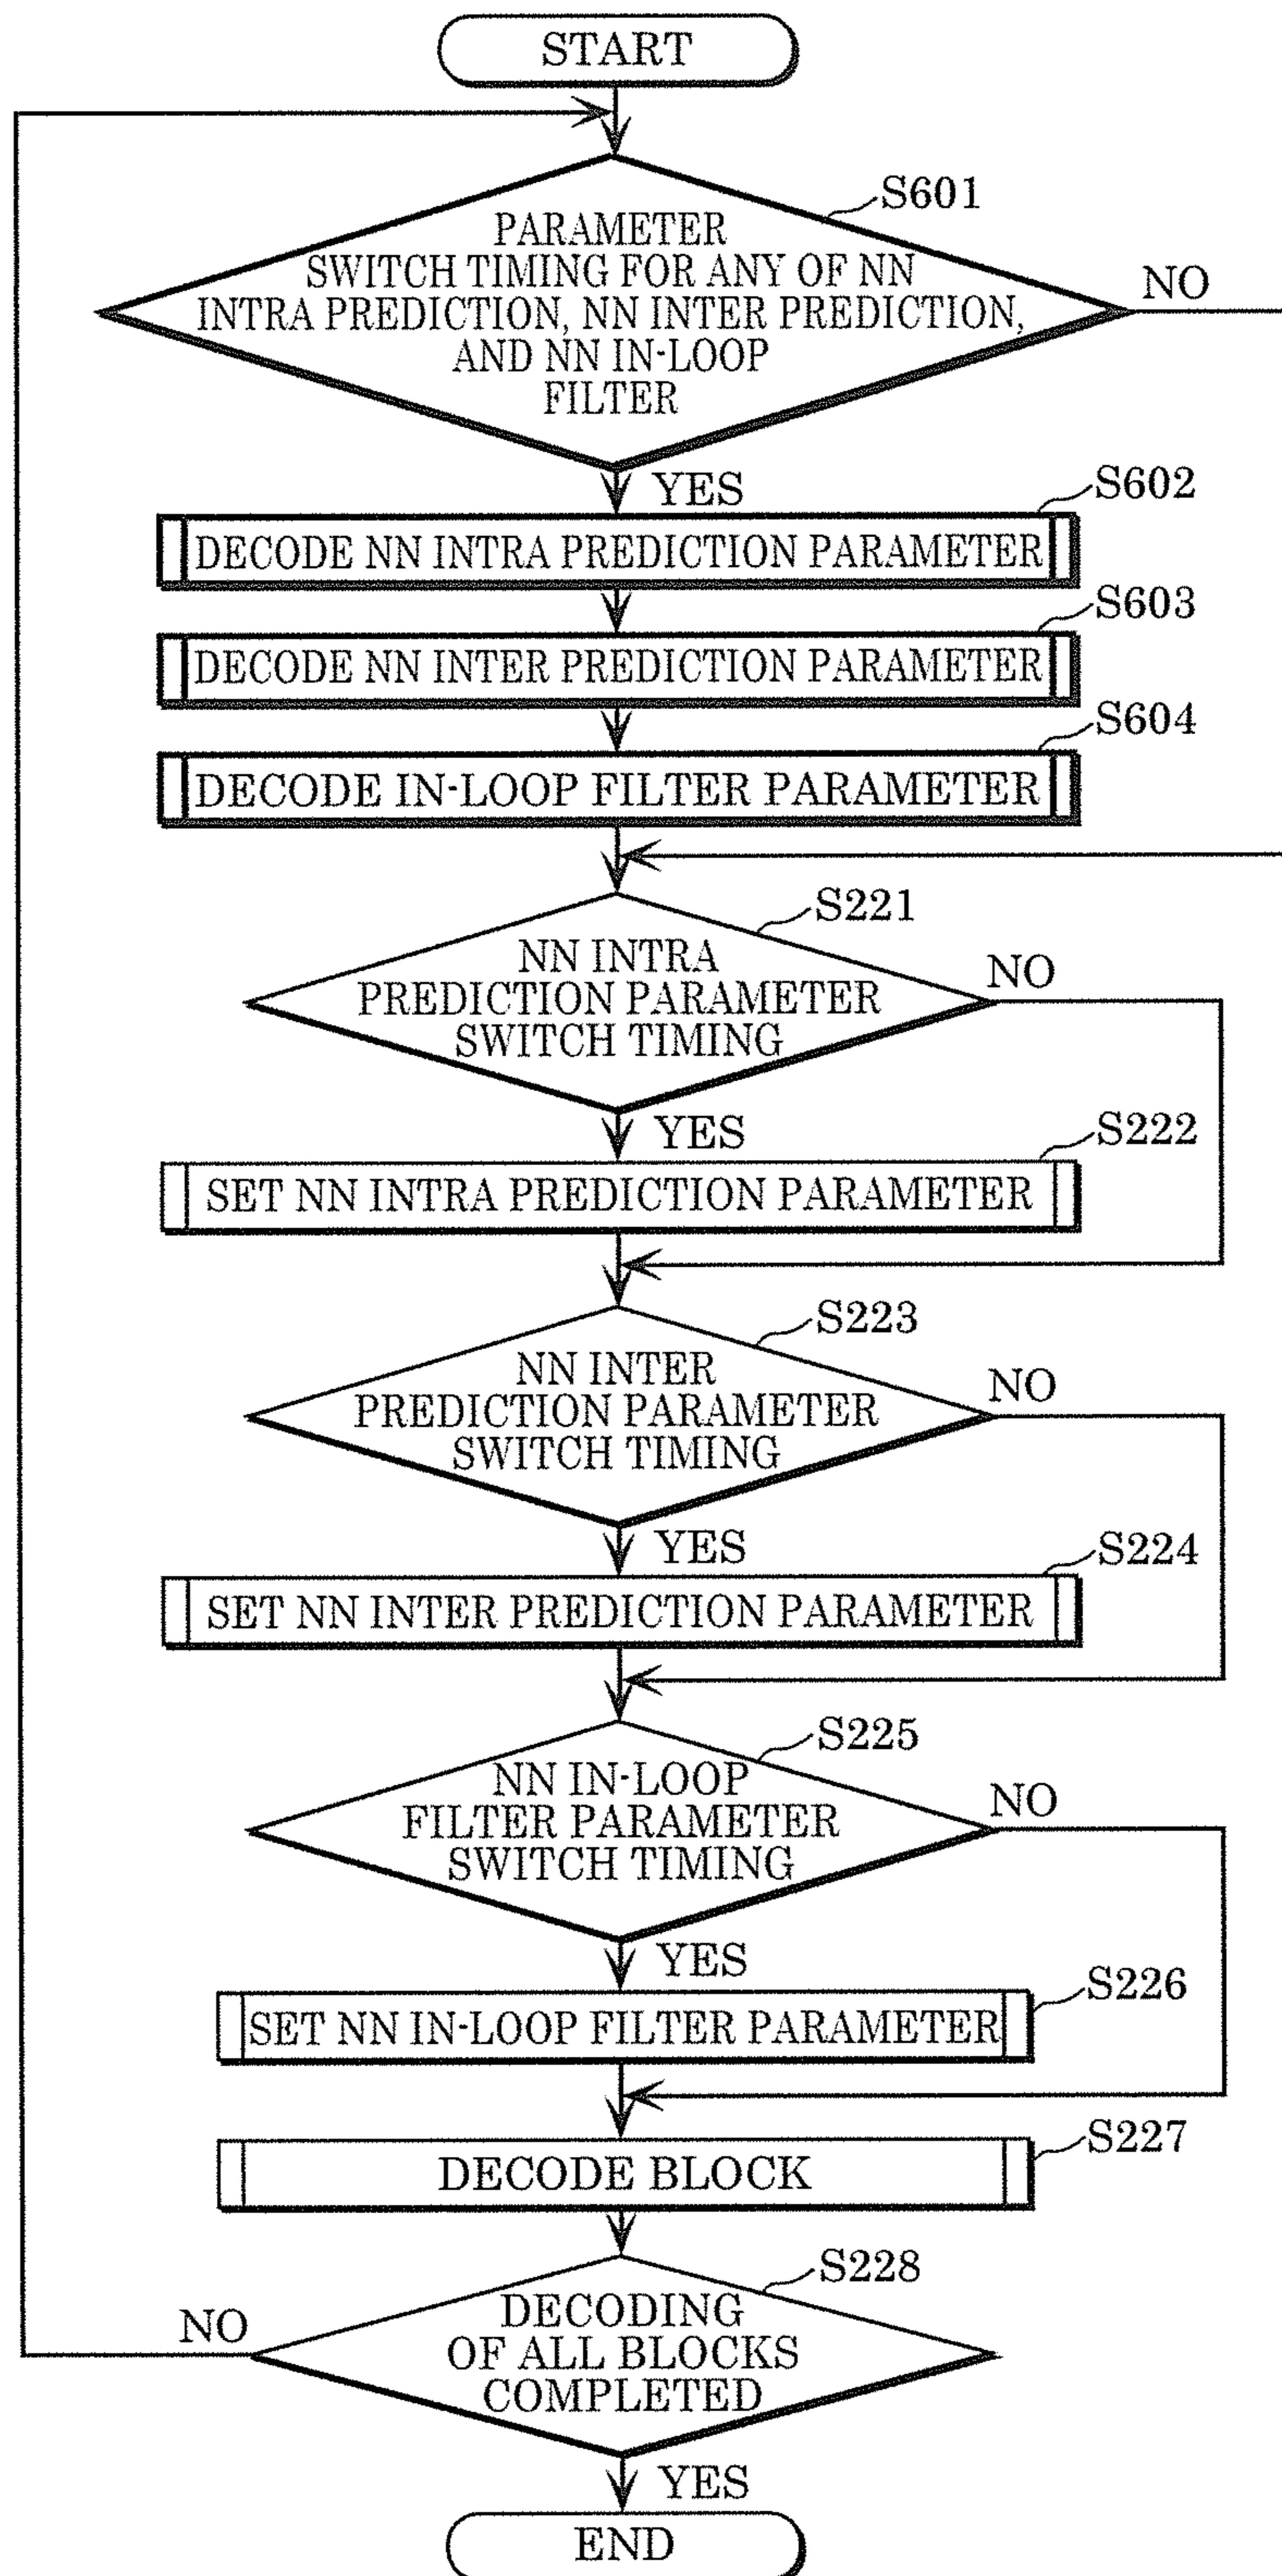 START
S601
PARAMETER
SWITCH TIMING FOR ANY OF NN
INTRA PREDICTION, NN INTER PREDICTION,
AND NN IN-LOOP
FILTER
NO
YES
S602
DECODE NN INTRA PREDICTION PARAMETER
S603
DECODE NN INTER PREDICTION PARAMETER
S604
DECODE IN-LOOP FILTER PARAMETER
S221
NN INTRA
PREDICTION PARAMETER
SWITCH TIMING
NO
YES
S222
SET NN INTRA PREDICTION PARAMETER
S223
NN INTER
PREDICTION PARAMETER
SWITCH TIMING
NO
YES
S224
SET NN INTER PREDICTION PARAMETER
S225
NN IN-LOOP
FILTER PARAMETER
SWITCH TIMING
NO
YES
S226
SET NN IN-LOOP FILTER PARAMETER
S227
DECODE BLOCK
S228
DECODING
OF ALL BLOCKS
COMPLETED
NO
YES
END